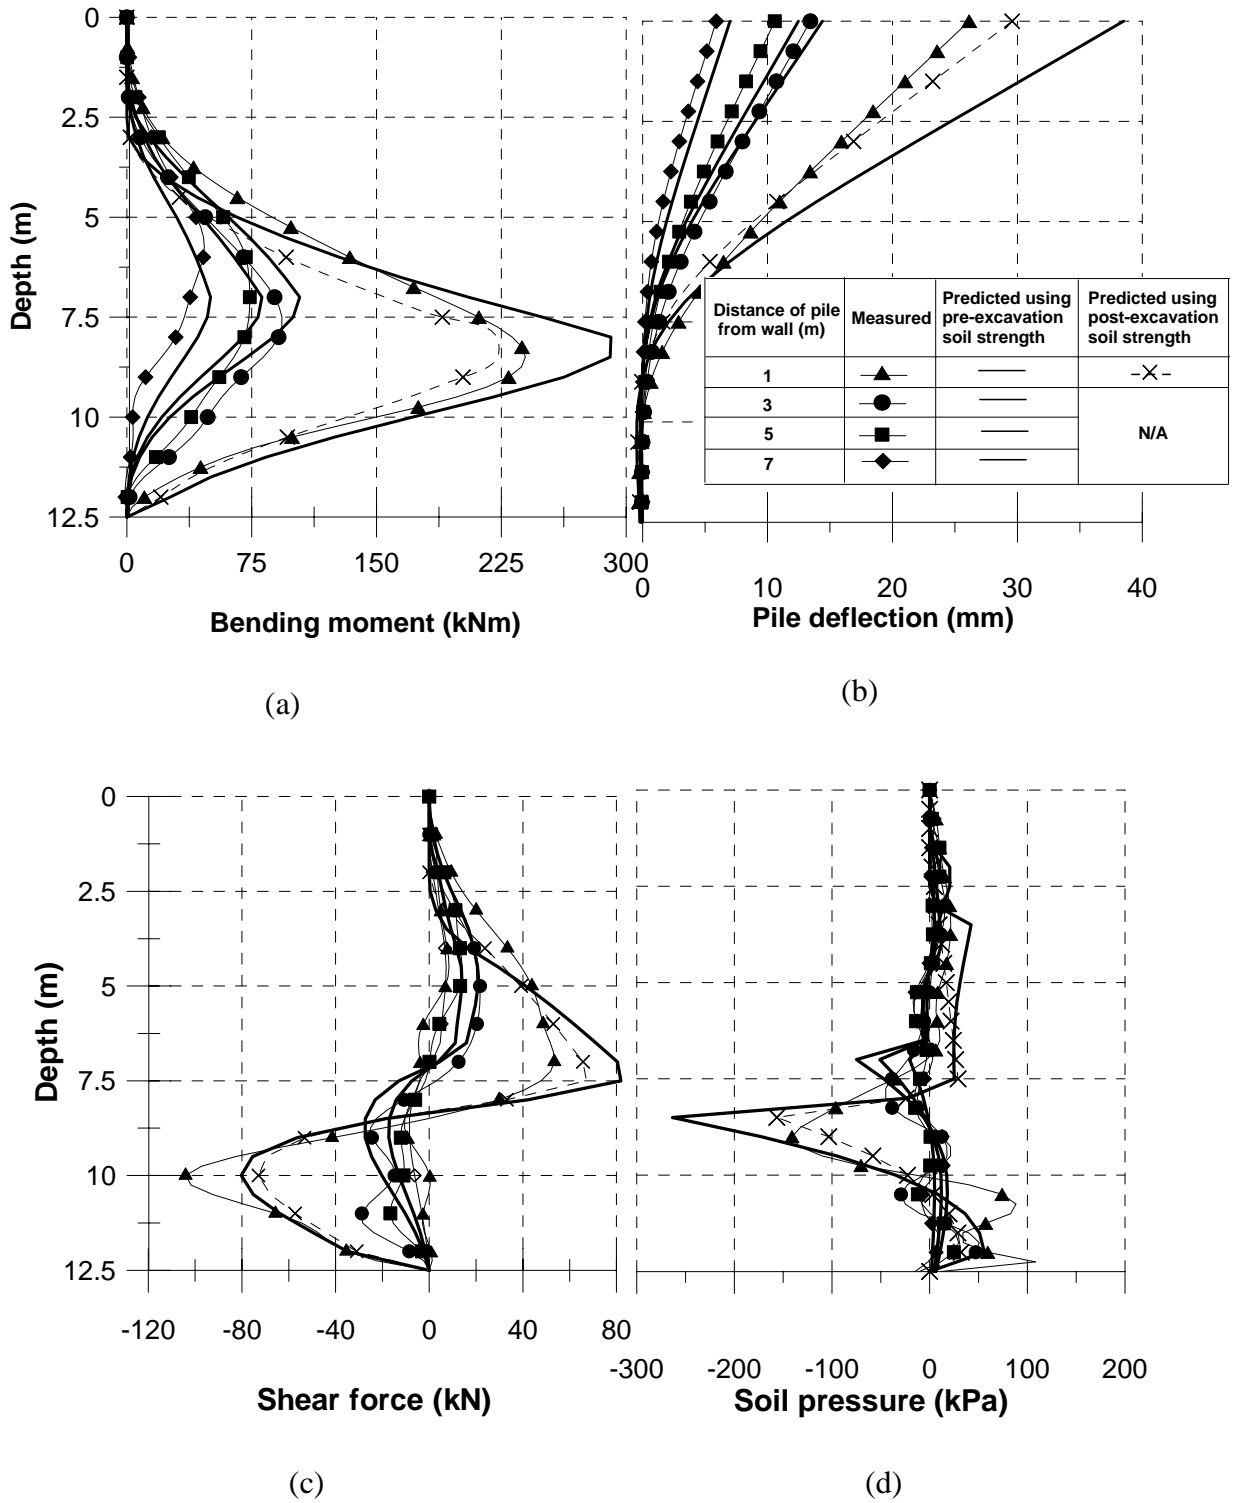 0
2.5
5
7.5
10
12.5
Depth (m)
0
75
150
225
300
Bending moment (kNm)
(a)
0
10
20
30
40
Pile deflection (mm)
(b)
Distance of pile from wall (m)
Measured
Predicted using pre-excavation soil strength
Predicted using post-excavation soil strength
1
3
5
7
N/A
0
2.5
5
7.5
10
12.5
Depth (m)
-120
-80
-40
0
40
80
Shear force (kN)
(c)
-300
-200
-100
0
100
200
Soil pressure (kPa)
(d)